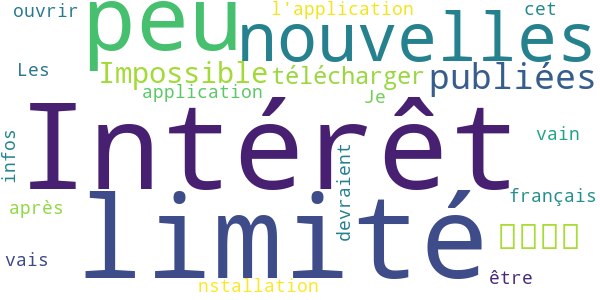 ouvrir
peu
l'application
cet
nouvelles
Les
Impossible
télécharger
publiées
application
Je
Intérêt
vain
infos
devraient
français
après
limité
vais
être
nstallation